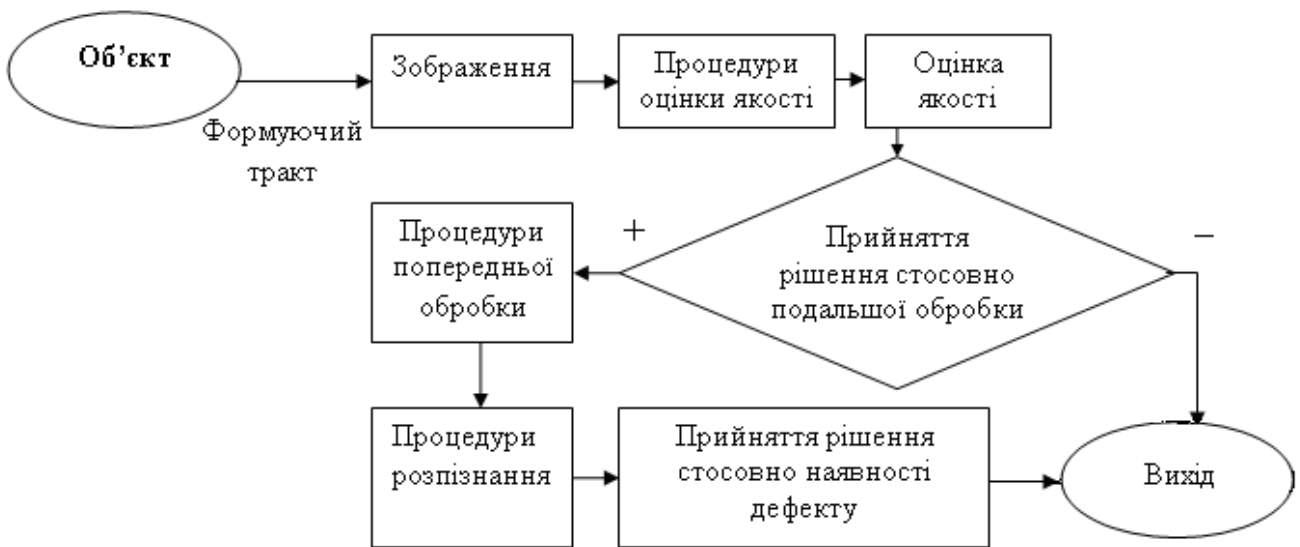 Об’єкт
Формуючий
тракт
Зображення
Процедури
оцінки якості
Оцінка
якості
Прийняття
рішення стосовно
подальшої обробки
+
–
Процедури
попередньої
обробки
Процедури
розпізнання
Прийняття рішення
стосовно наявності
дефекту
Вихід